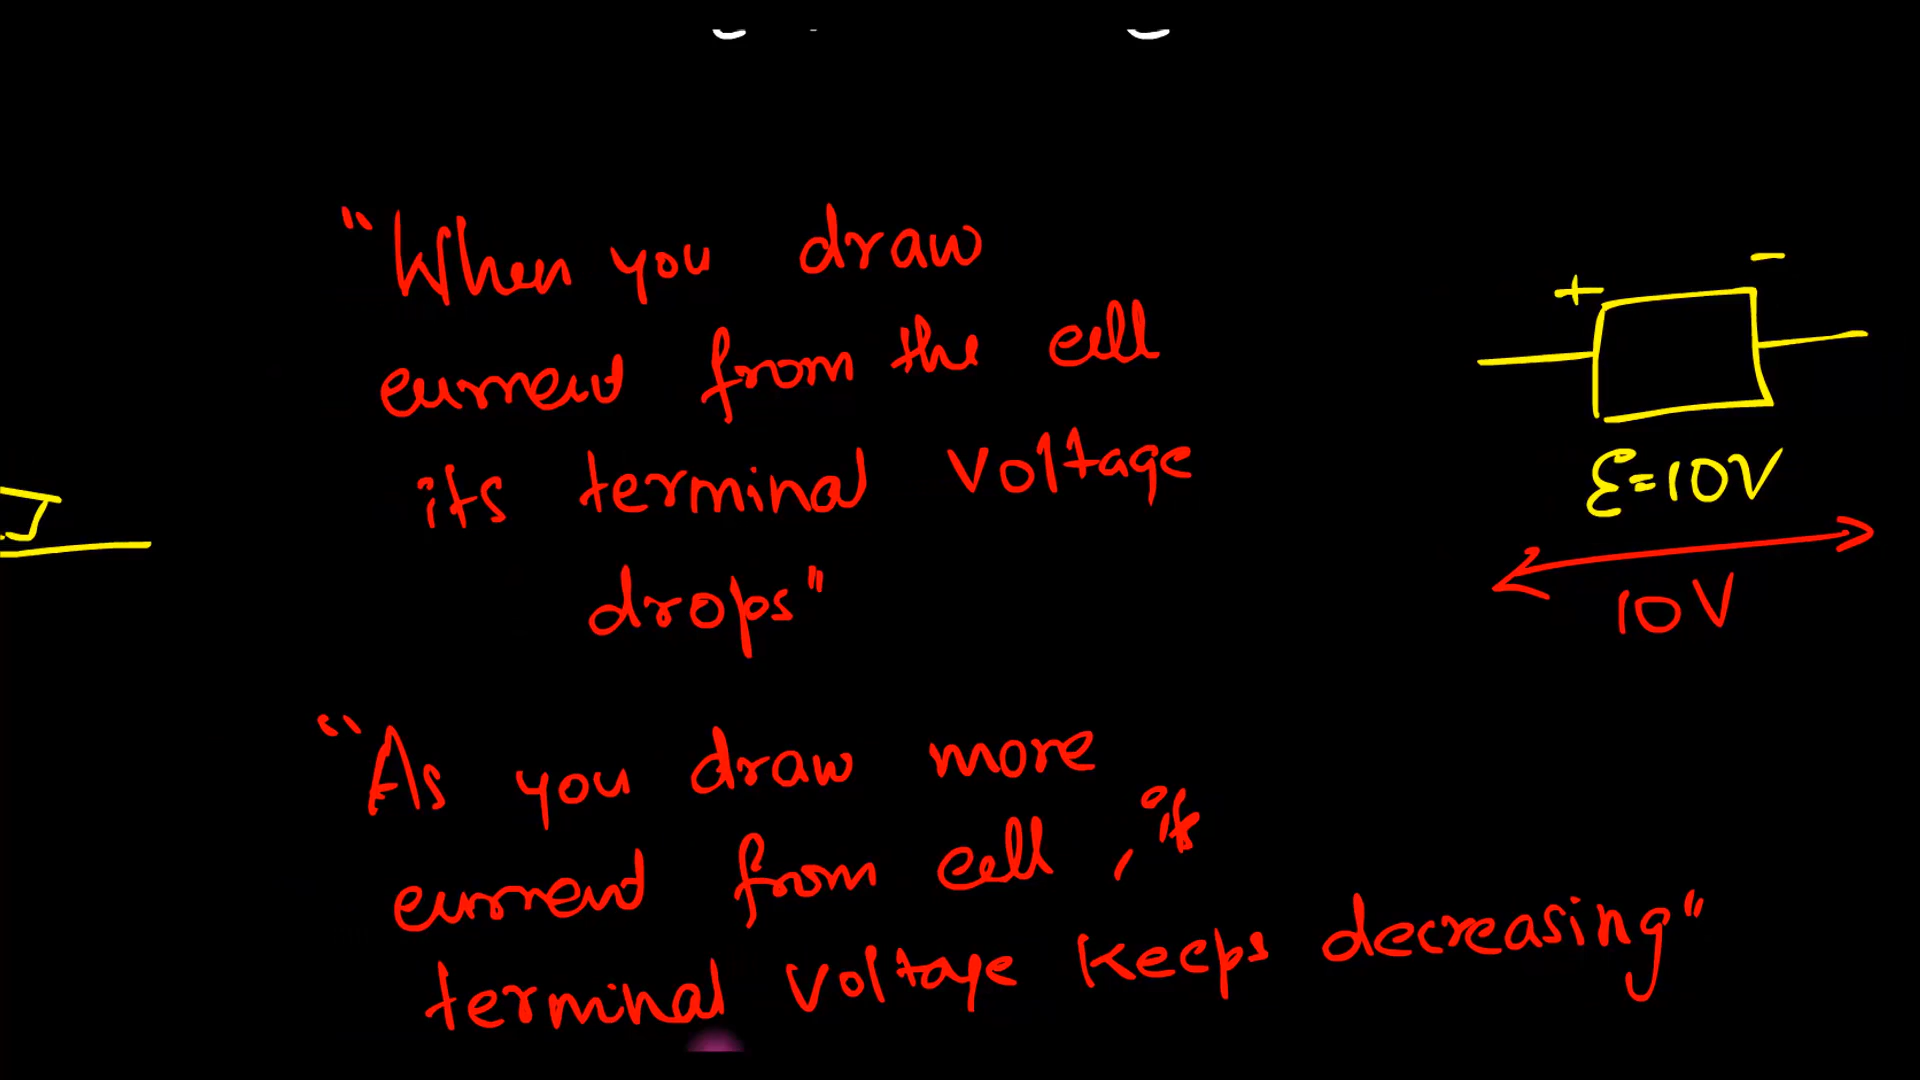 "When you draw
current from the cell
its terminal voltage
drops"
"As you draw more
current from cell, its
terminal voltage keeps decreasing"
+ -
ε=10V
10V